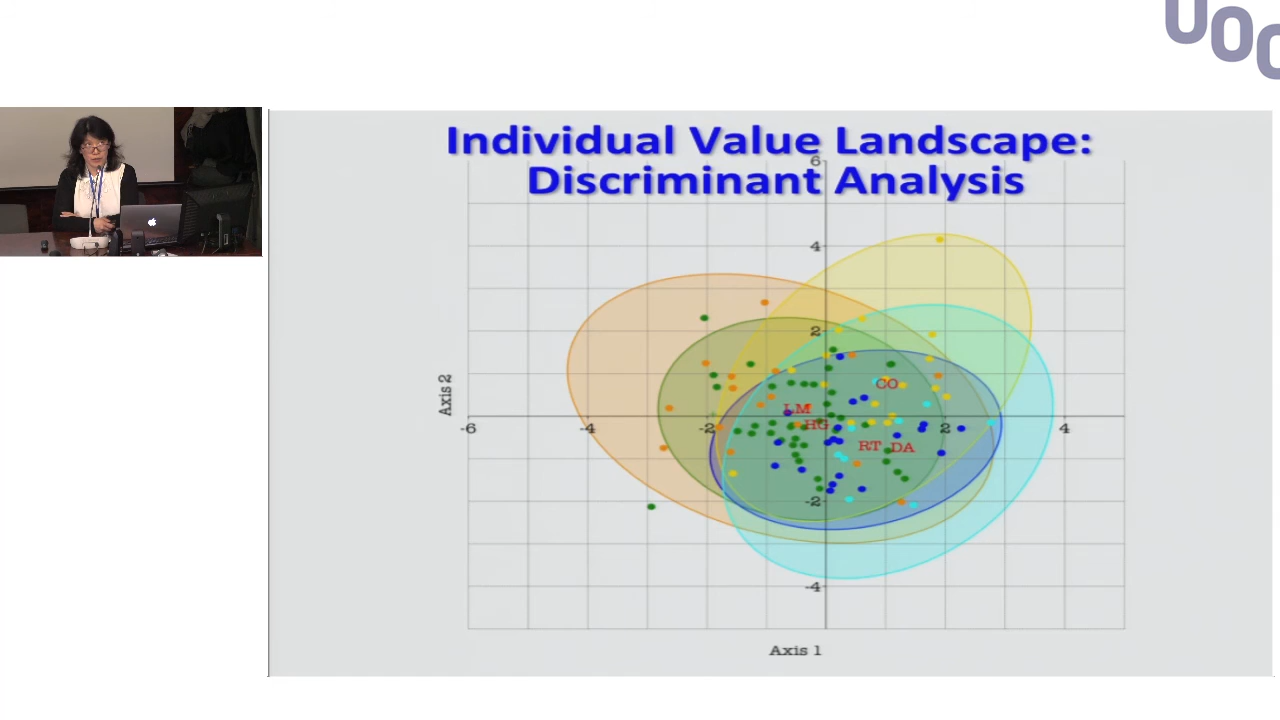 UOC
Individual Value Landscape:
Discriminant Analysis
6
4
2
-6
-4
-2
2
4
-2
-4
CO
LM
HG
RT
DA
Axis 2
Axis 1